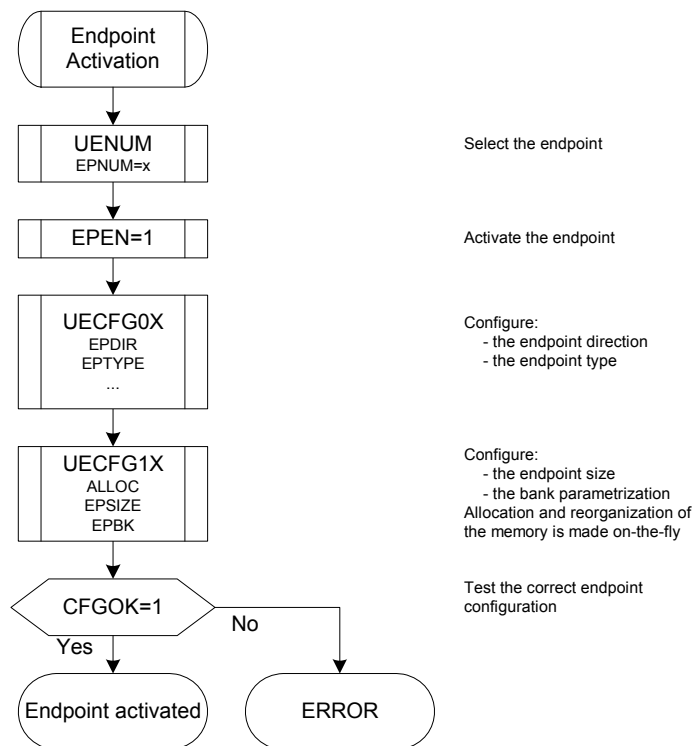 Endpoint
Activation
UENUM
EPNUM=x
Select the endpoint
EPEN=1
Activate the endpoint
UECFG0X
EPDIR
EPTYPE
...
Configure:
- the endpoint direction
- the endpoint type
UECFG1X
ALLOC
EPSIZE
EPBK
Configure:
- the endpoint size
- the bank parametrization
Allocation and reorganization of
the memory is made on-the-fly
CFGOK=1
Test the correct endpoint
configuration
No
Yes
Endpoint activated
ERROR